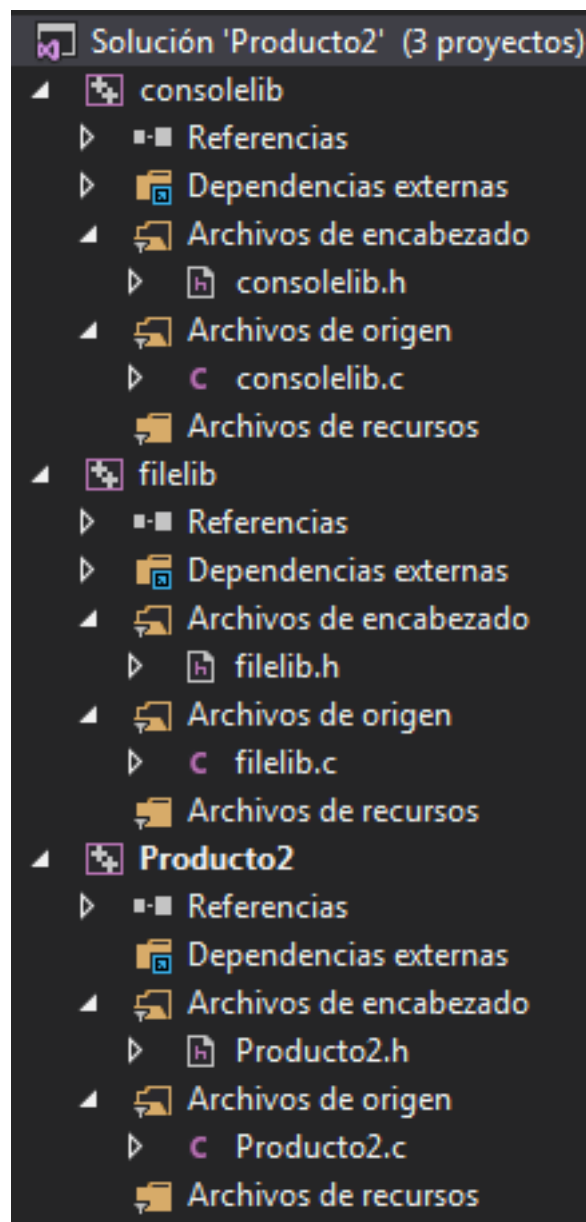 Solución 'Producto2' (3 proyectos)
consolelib
Referencias
Dependencias externas
Archivos de encabezado
consolelib.h
Archivos de origen
consolelib.c
Archivos de recursos
filelib
Referencias
Dependencias externas
Archivos de encabezado
filelib.h
Archivos de origen
filelib.c
Archivos de recursos
Producto2
Referencias
Dependencias externas
Archivos de encabezado
Producto2.h
Archivos de origen
Producto2.c
Archivos de recursos